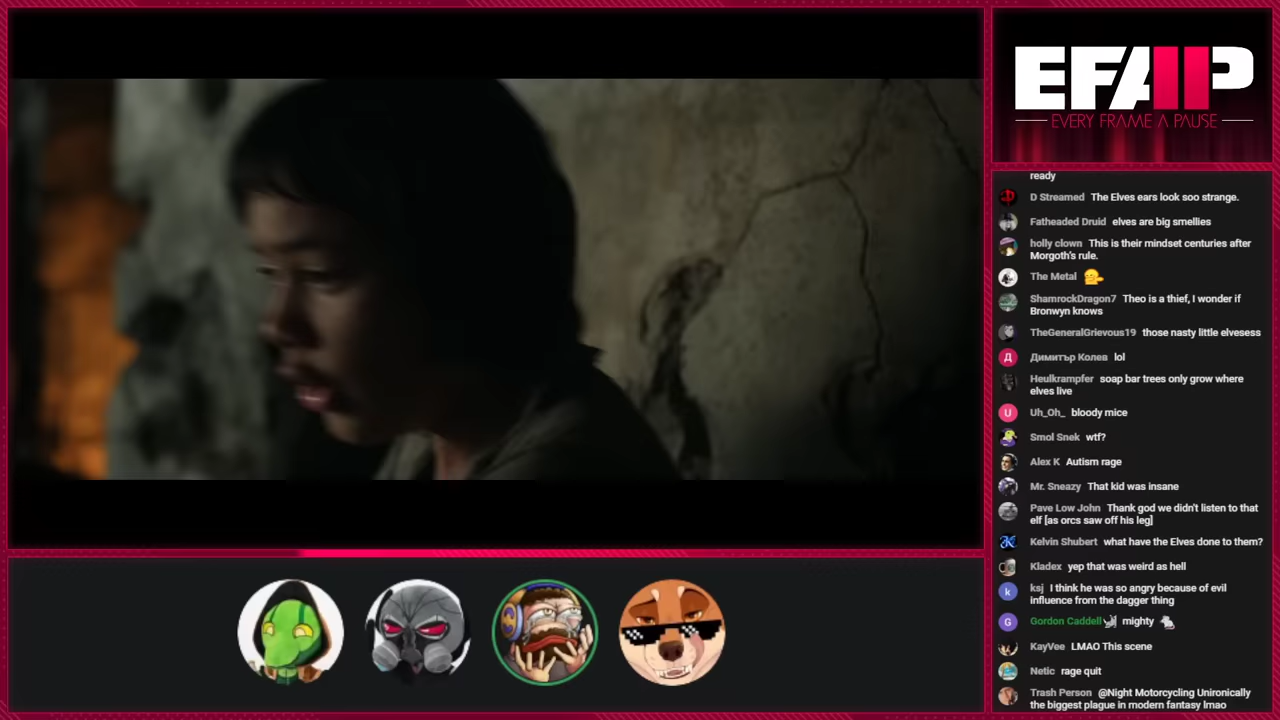 EFAP
EVERY FRAME A PAUSE
ready
D Streamed The Elves ears look soo strange.
Fatheaded Druid elves are big smellies
holly clown This is their mindset centuries after
Morgoth's rule.
The Metal
ShamrockDragon7 Theo is a thief, I wonder if
Bronwyn knows
TheGeneralGrievous19 those nasty little elvesess
Д
Димитър Колев lol
Heulkrampfer soap bar trees only grow where
elves live
U
Uh_Oh_ bloody mice
Smol Snek wtf?
Alex K Autism rage
Mr. Sneazy That kid was insane
Pave Low John Thank god we didn't listen to that
elf [as orcs saw off his leg]
Kelvin Shubert what have the Elves done to them?
Kladex yep that was weird as hell
k
ksj I think he was so angry because of evil
influence from the dagger thing
G
Gordon Caddell mighty
KayVee LMAO This scene
Netic rage quit
Trash Person @Night Motorcycling Unironically
the biggest plague in modern fantasy lmao